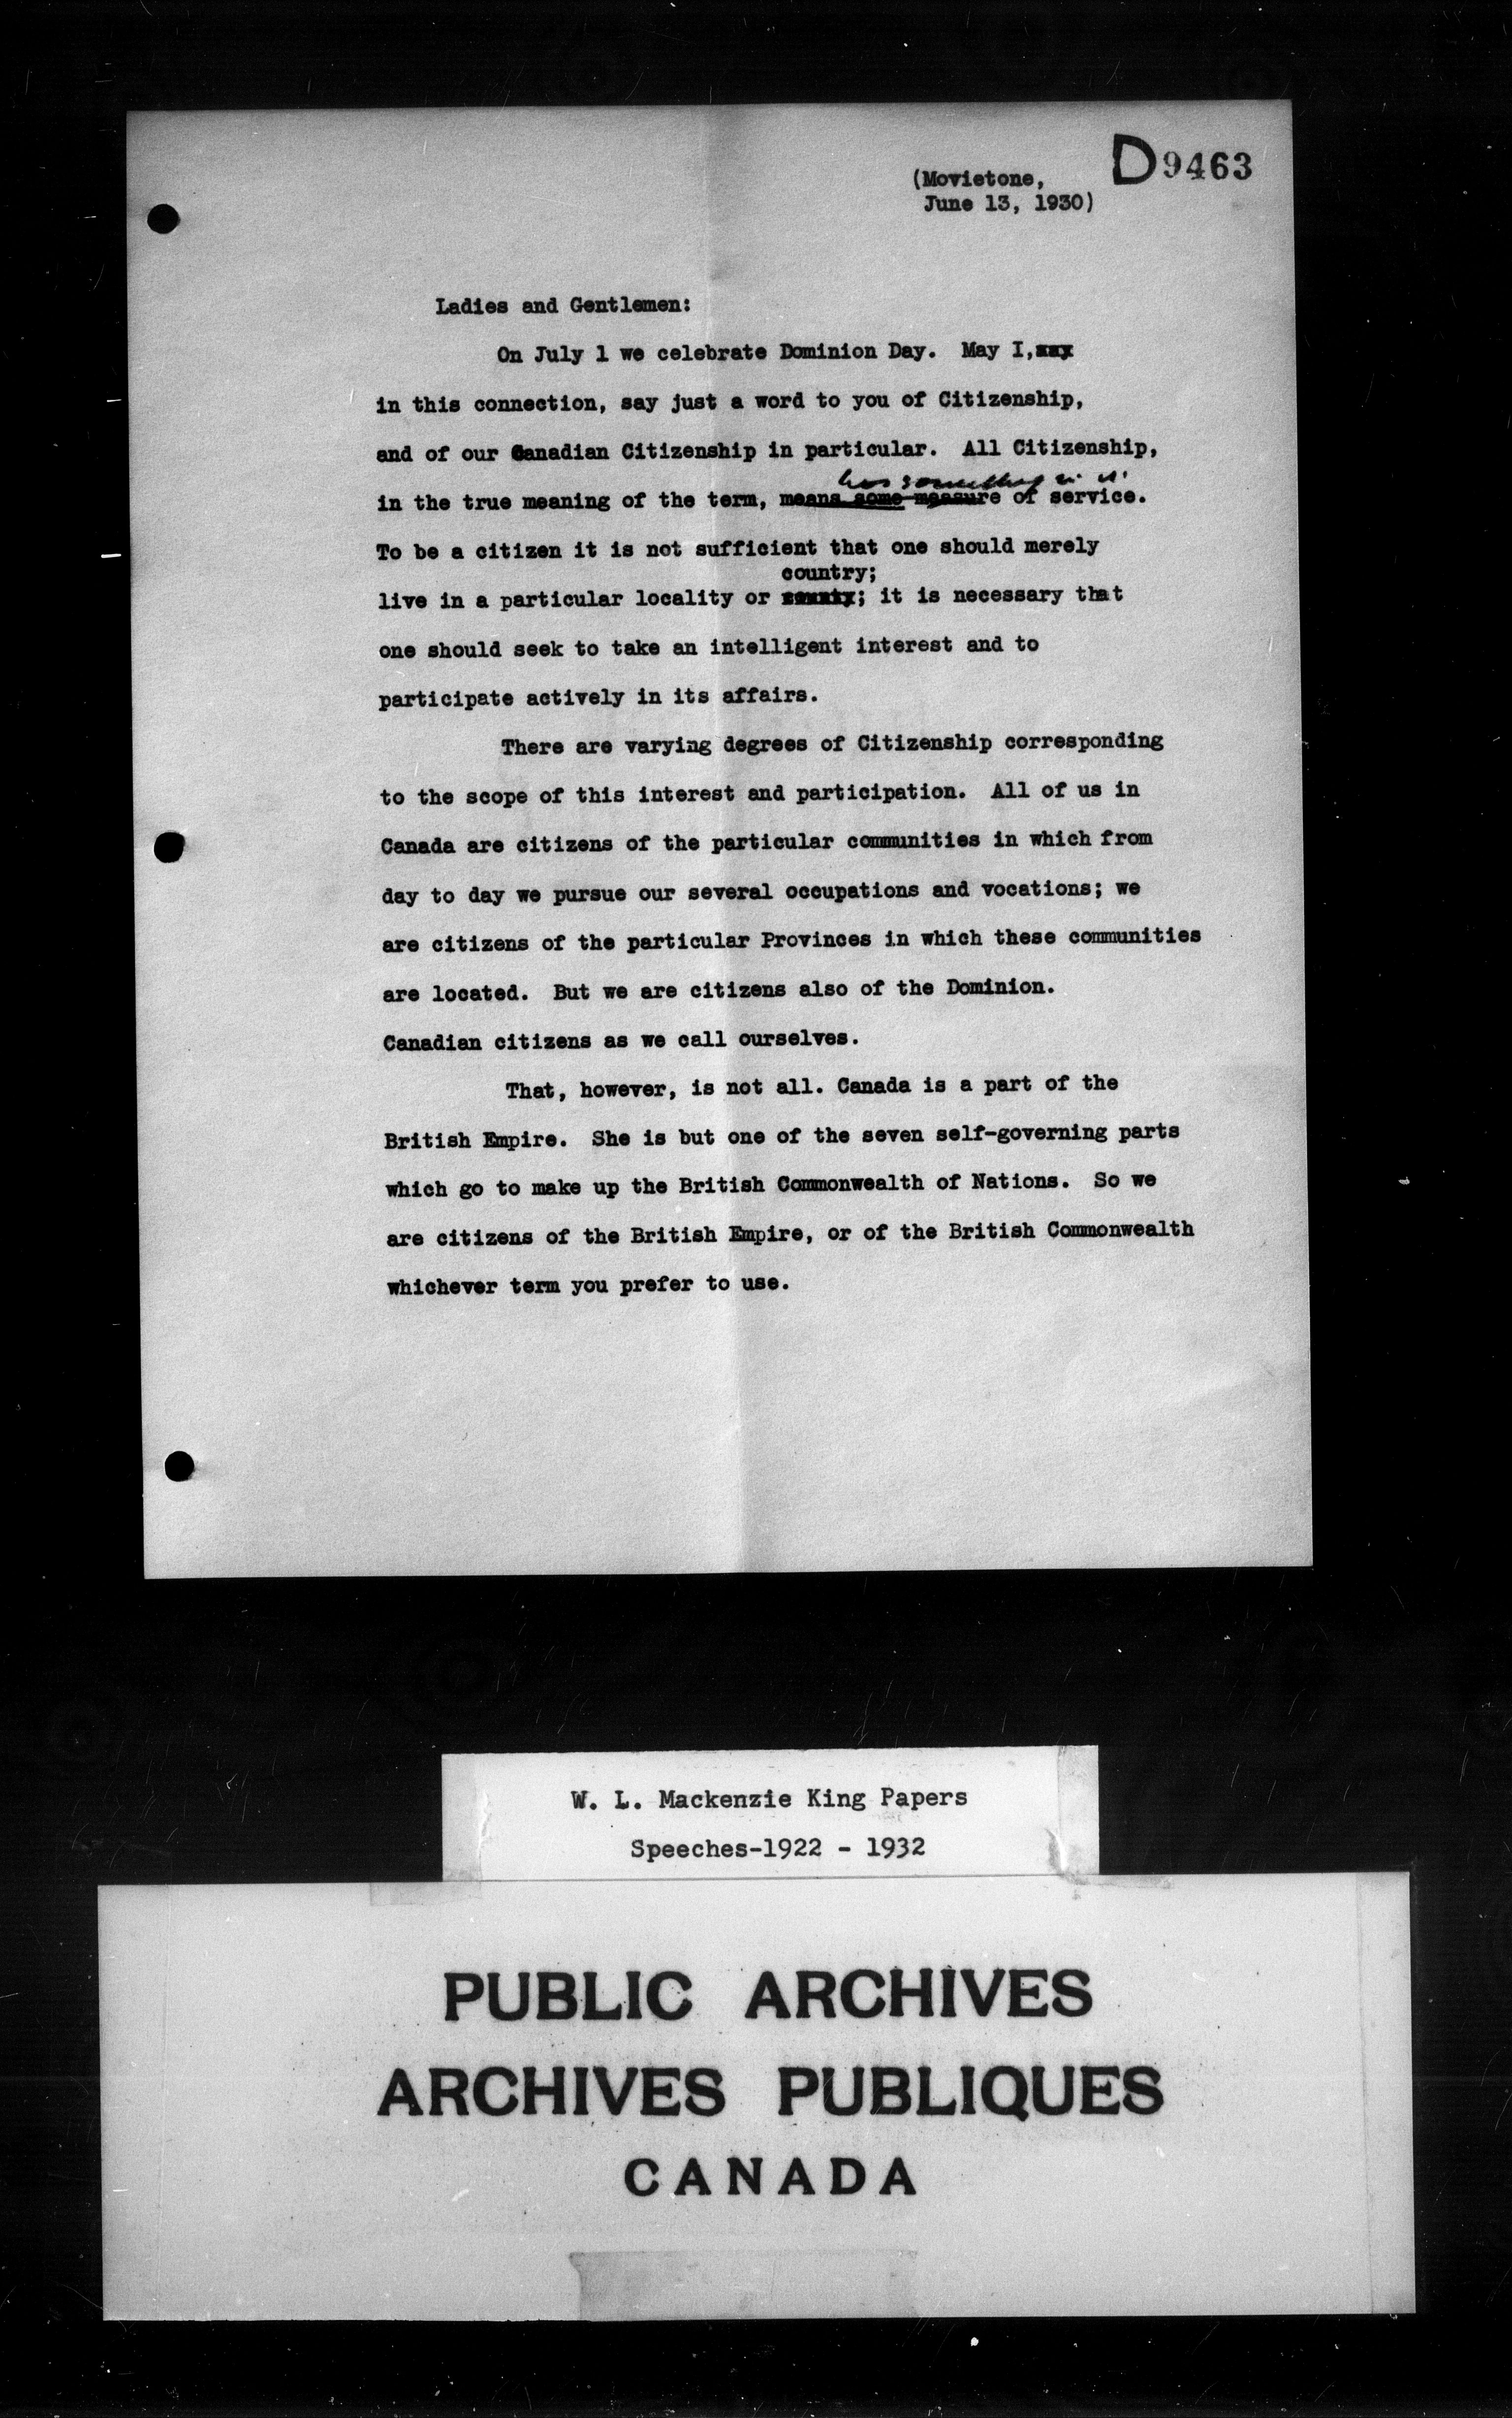 D9463
(Movietone,
June 13, 1930)
Ladies and Gentlemen:
On July 1 we celebrate Dominion Day. May I,
in this connection, say just a word to you of Citizenship,
and of our Canadian Citizenship in particular. All Citizenship,
has something in it
in the true meaning of the term, means some measure of service.
To be a citizen it is not sufficient that one should merely
country;
live in a particular locality or ; it is necessary that
one should seek to take an intelligent interest and to
participate actively in its affairs.
There are varying degrees of Citizenship corresponding
to the scope of this interest and participation. All of us in
Canada are citizens of the particular communities in which from
day to day we pursue our several occupations and vocations; we
are citizens of the particular Provinces in which these communities
are located. But we are citizens also of the Dominion.
Canadian citizens as we call ourselves.
That, however, is not all. Canada is a part of the
British Empire. She is but one of the seven self-governing parts
which go to make up the British Commonwealth of Nations. So we
are citizens of the British Empire, or of the British Commonwealth
whichever term you prefer to use.
W. L. Mackenzie King Papers
Speeches-1922 - 1932
PUBLIC ARCHIVES
ARCHIVES PUBLIQUES
CANADA